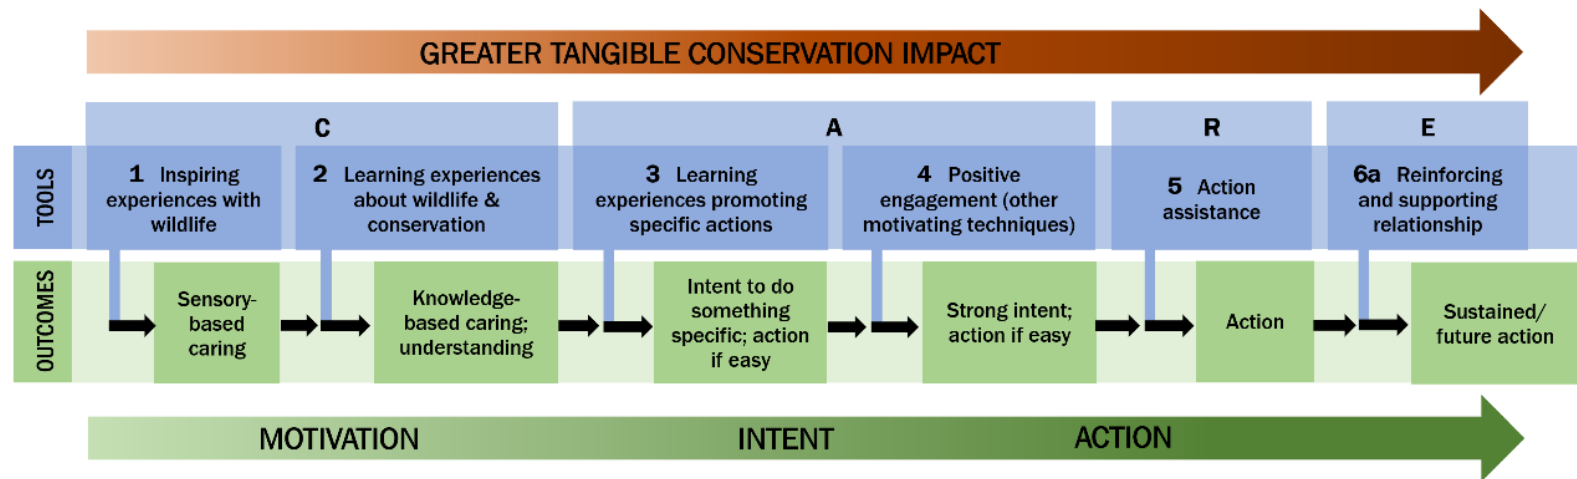 GREATER TANGIBLE CONSERVATION IMPACT
C
A
R
E
TOOLS
1 Inspiring
experiences with
wildlife
2 Learning experiences
about wildlife &
conservation
3 Learning
experiences promoting
specific actions
4 Positive
engagement (other
motivating techniques)
5 Action
assistance
6a Reinforcing
and supporting
relationship
OUTCOMES
Sensory-
based
caring
Knowledge-
based caring;
understanding
Intent to do
something
specific; action
if easy
Strong intent;
action if easy
Action
Sustained/
future action
MOTIVATION
INTENT
ACTION